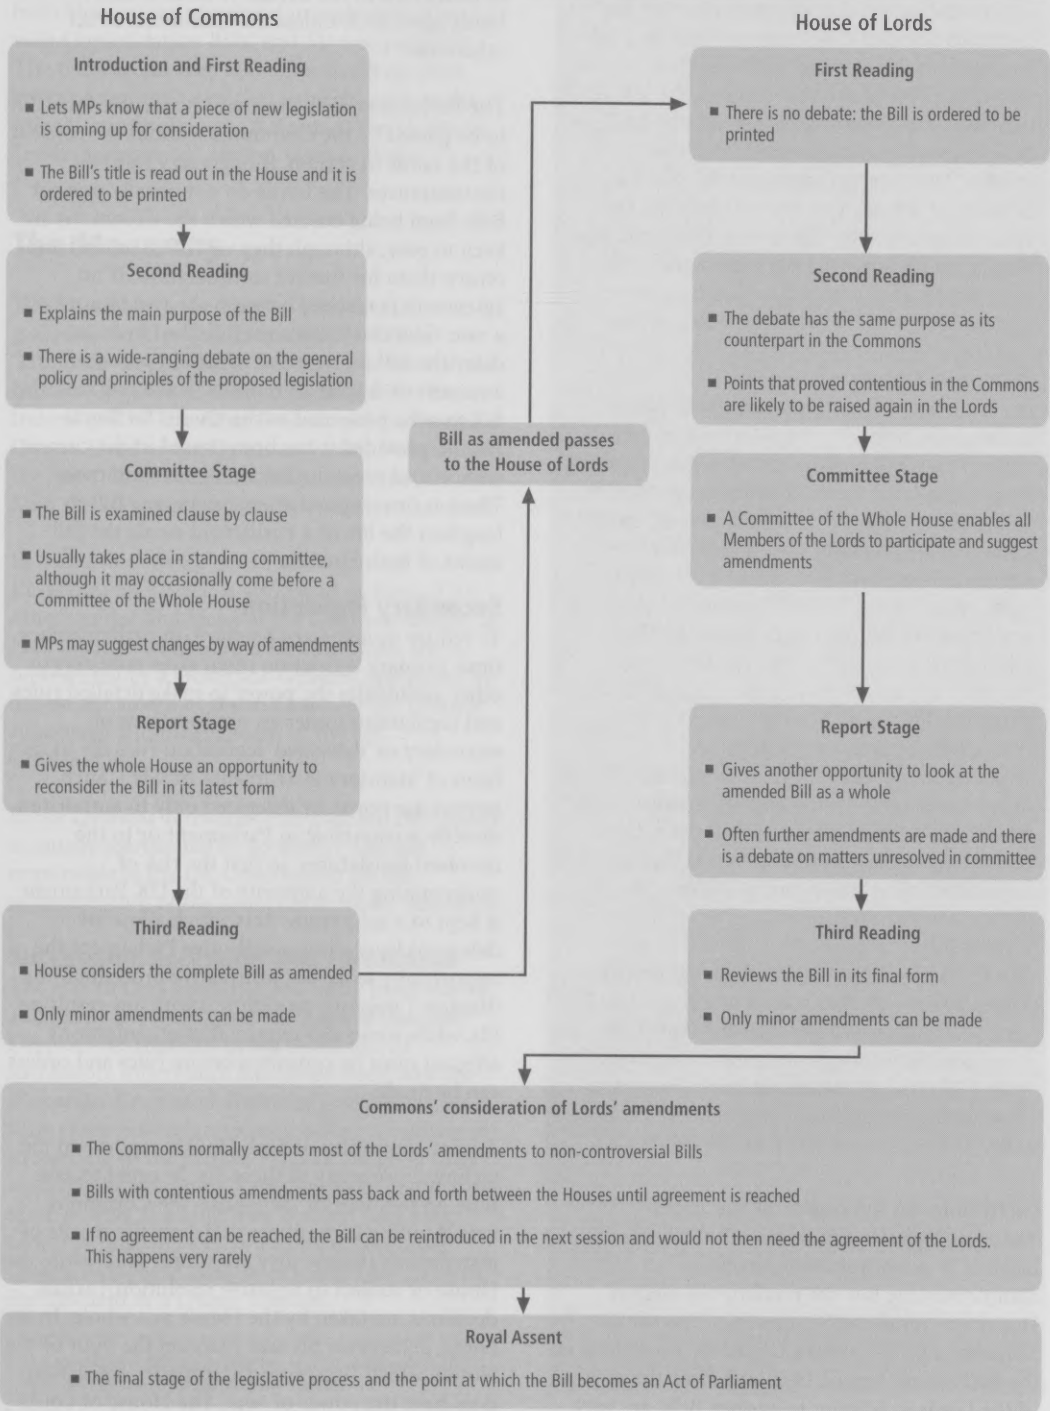 House of Commons
Introduction and First Reading
■ Lets MPs know that a piece of new legislation
is coming up for consideration
■ The Bill's title is read out in the House and it is
ordered to be printed
Second Reading
■ Explains the main purpose of the Bill
■ There is a wide-ranging debate on the general
policy and principles of the proposed legislation
Committee Stage
■ The Bill is examined clause by clause
■ Usually takes place in standing committee,
although it may occasionally come before a
Committee of the Whole House
■ MPs may suggest changes by way of amendments
Report Stage
■ Gives the whole House an opportunity to
reconsider the Bill in its latest form
Third Reading
■ House considers the complete Bill as amended
■ Only minor amendments can be made
Bill as amended passes
to the House of Lords
House of Lords
First Reading
■ There is no debate: the Bill is ordered to be
printed
Second Reading
■ The debate has the same purpose as its
counterpart in the Commons
■ Points that proved contentious in the Commons
are likely to be raised again in the Lords
Committee Stage
■ A Committee of the Whole House enables all
Members of the Lords to participate and suggest
amendments
Report Stage
■ Gives another opportunity to look at the
amended Bill as a whole
■ Often further amendments are made and there
is a debate on matters unresolved in committee
Third Reading
■ Reviews the Bill in its final form
■ Only minor amendments can be made
Commons' consideration of Lords' amendments
■ The Commons normally accepts most of the Lords' amendments to non-controversial Bills
■ Bills with contentious amendments pass back and forth between the Houses until agreement is reached
■ If no agreement can be reached, the Bill can be reintroduced in the next session and would not then need the agreement of the Lords.
This happens very rarely
Royal Assent
■ The final stage of the legislative process and the point at which the Bill becomes an Act of Parliament